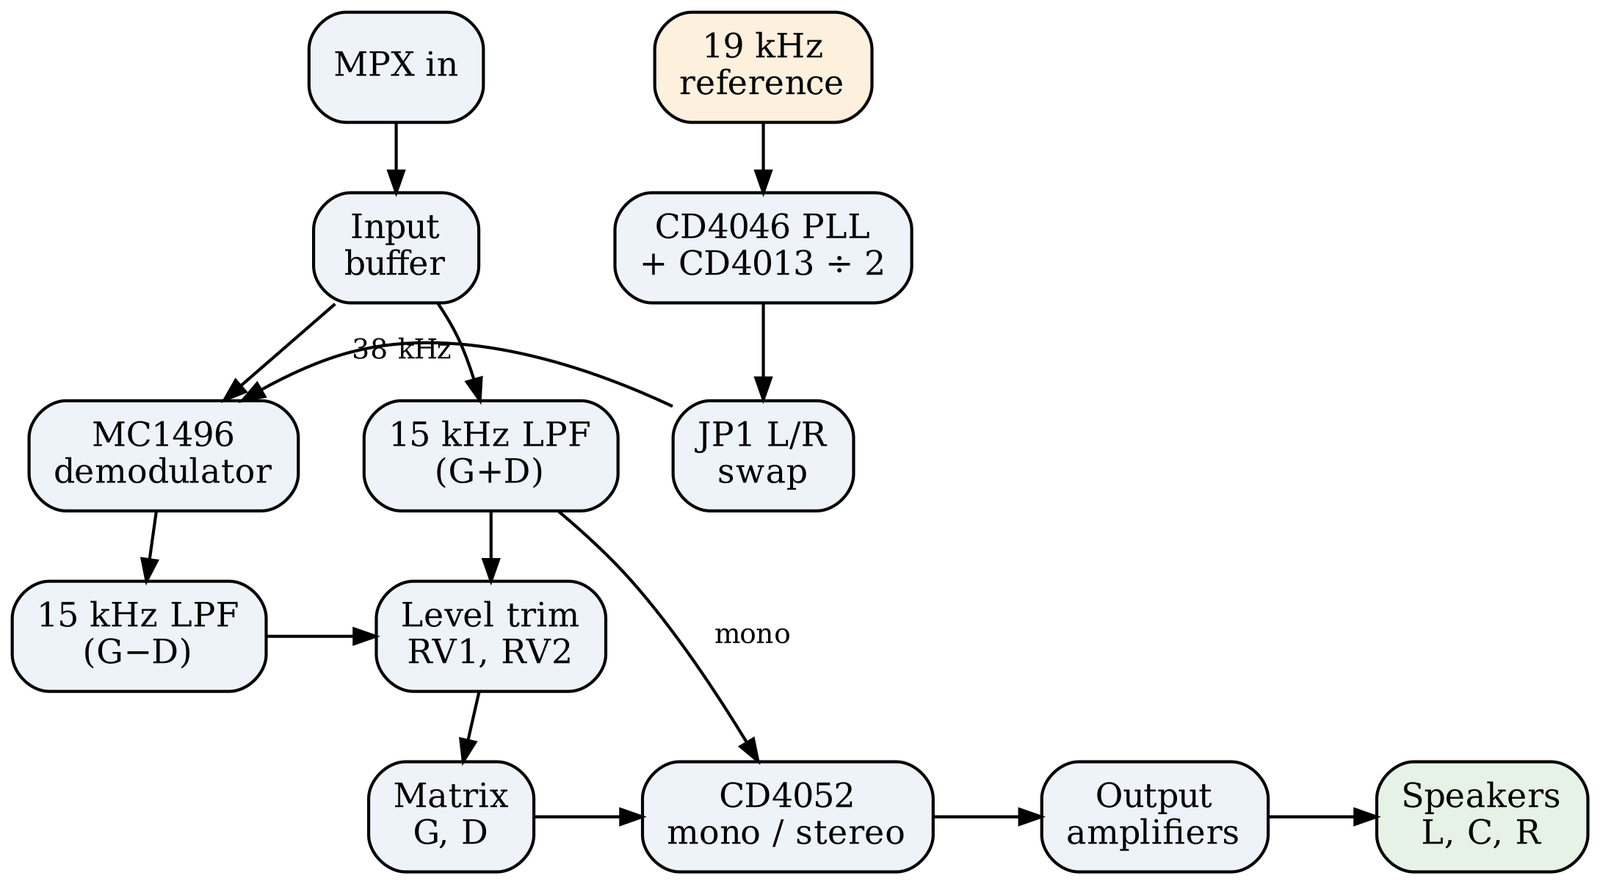 MPX in
19 kHz
reference
Input
buffer
CD4046 PLL
+ CD4013 ÷ 2
38 kHz
MC1496
demodulator
15 kHz LPF
(G+D)
JP1 L/R
swap
15 kHz LPF
(G−D)
Level trim
RV1, RV2
mono
Matrix
G, D
CD4052
mono / stereo
Output
amplifiers
Speakers
L, C, R